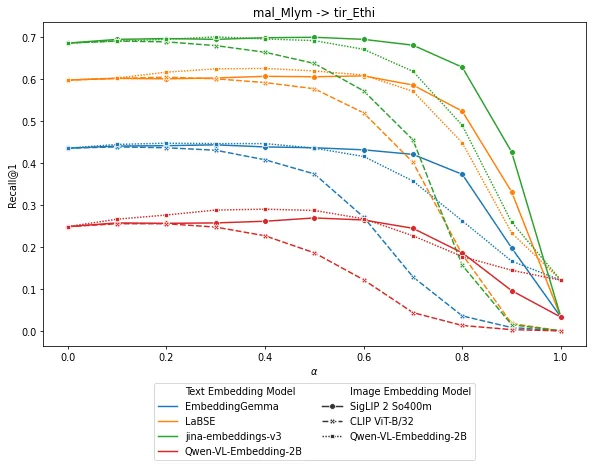 mal_Mlym -> tir_Ethi
0.7
0.6
0.5
0.4
0.3
0.2
0.1
0.0
Recall@1
0.0 0.2 0.4 0.6 0.8 1.0
α
Text Embedding Model Image Embedding Model
EmbeddingGemma SigLIP 2 So400m
LaBSE CLIP ViT-B/32
jina-embeddings-v3 Qwen-VL-Embedding-2B
Qwen-VL-Embedding-2B